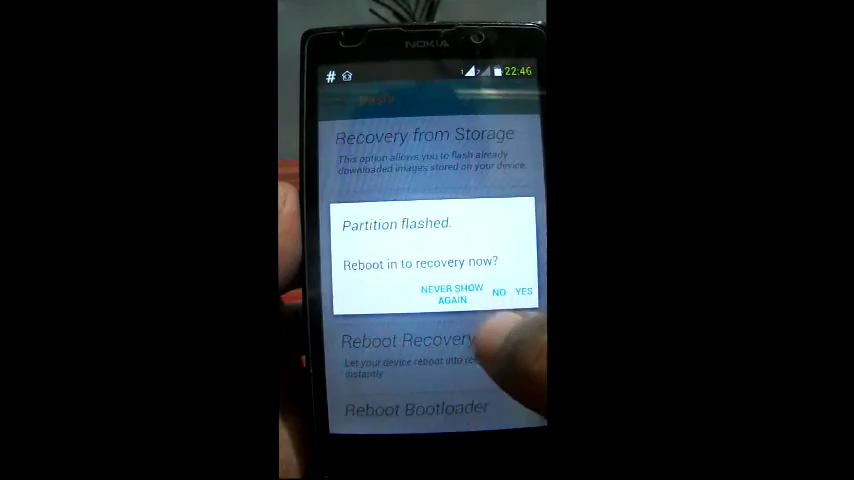 NOKIA
# 1 2 22:46
Recovery from Storage
This option allows you to flash already
downloaded images stored on your device.
Partition flashed.
Reboot in to recovery now?
NEVER SHOW
AGAIN
NO YES
Reboot Recovery
Let your device reboot into
instantly
Reboot Bootloader